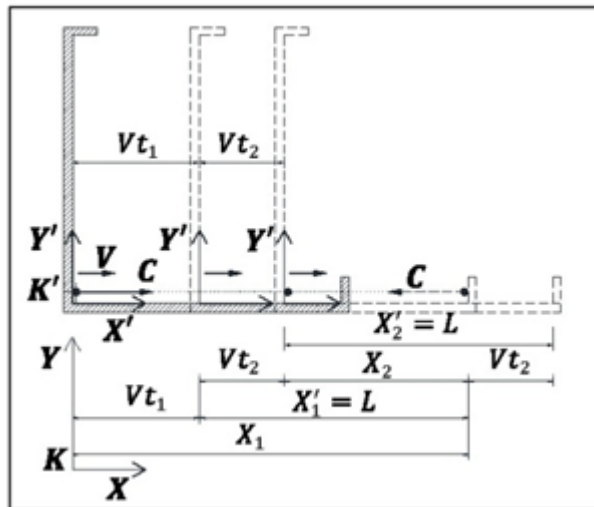 Vt₁ Vt₂
Y′ Y′ Y′
V
C C
K′
X′
X′₂ = L
Y
Vt₂ X₂ Vt₂
Vt₁ X′₁ = L
X₁
K
X